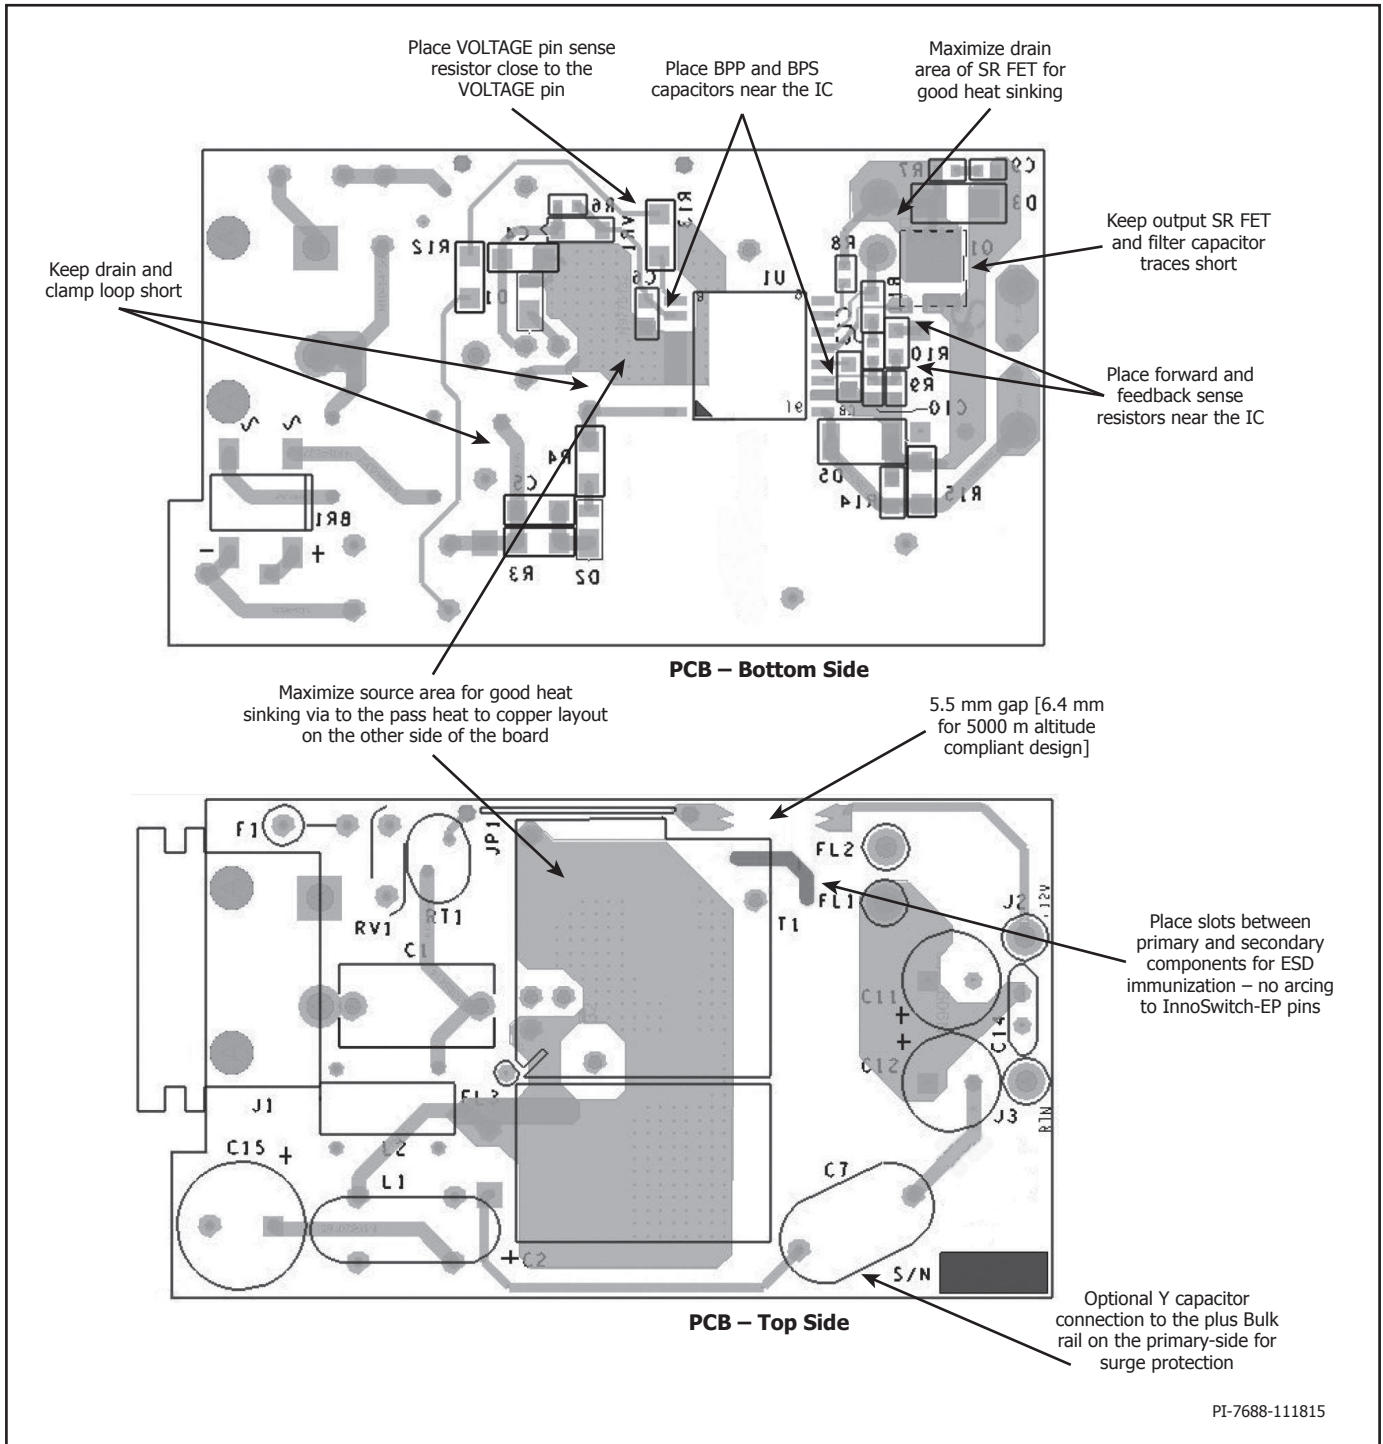 Place VOLTAGE pin sense
resistor close to the
VOLTAGE pin
Place BPP and BPS
capacitors near the IC
Maximize drain
area of SR FET for
good heat sinking
Keep output SR FET
and filter capacitor
traces short
Keep drain and
clamp loop short
Place forward and
feedback sense
resistors near the IC
R7
C9
D3
R6
VR1
R13
R12
R8
Q1
C6
U1
R10
R9
C10
R4
C5
D5
R14
R15
BR1
-
+
R3
D2
PCB – Bottom Side
Maximize source area for good heat
sinking via to the pass heat to copper layout
on the other side of the board
5.5 mm gap [6.4 mm
for 5000 m altitude
compliant design]
F1
JP1
FL2
RV1
RT1
FL1
J2
T1
C1
Place slots between
primary and secondary
components for ESD
immunization – no arcing
to InnoSwitch-EP pins
C11
+
+
C14
C12
J1
FL3
J3
RTN
C15
+
L2
L1
C7
+
C2
S/N
PCB – Top Side
Optional Y capacitor
connection to the plus Bulk
rail on the primary-side for
surge protection
PI-7688-111815